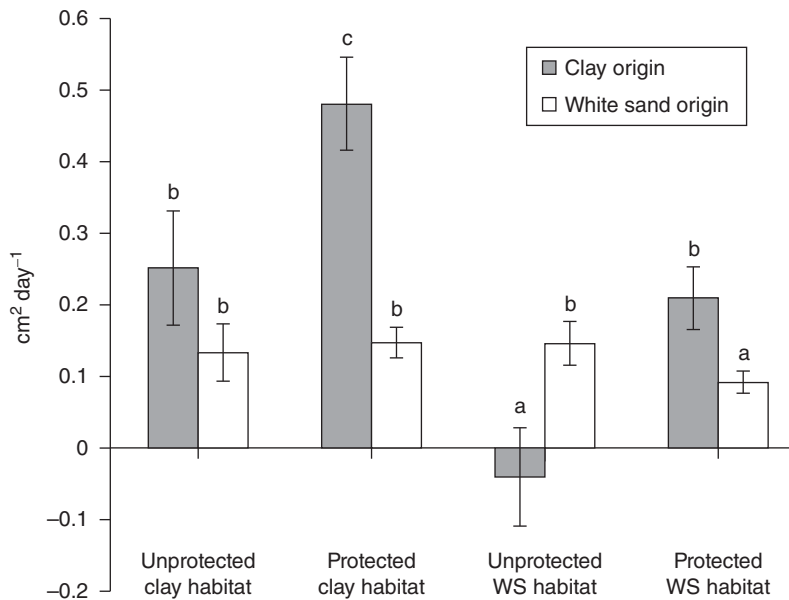 0.6
0.5
0.4
0.3
0.2
0.1
0
–0.1
–0.2
cm² day⁻¹
Clay origin
White sand origin
b
b
c
b
a
b
b
a
Unprotected
clay habitat
Protected
clay habitat
Unprotected
WS habitat
Protected
WS habitat